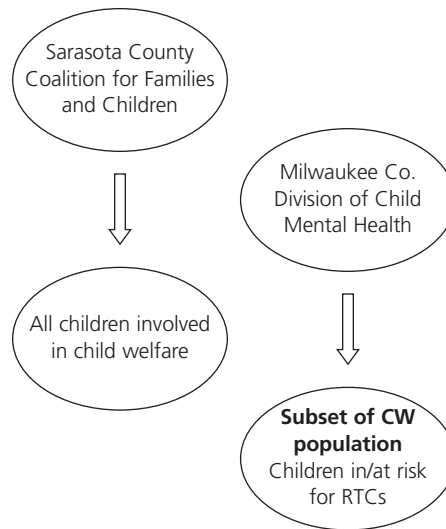 Sarasota County
Coalition for Families
and Children
All children involved
in child welfare
Milwaukee Co.
Division of Child
Mental Health
Subset of CW
population
Children in/at risk
for RTCs